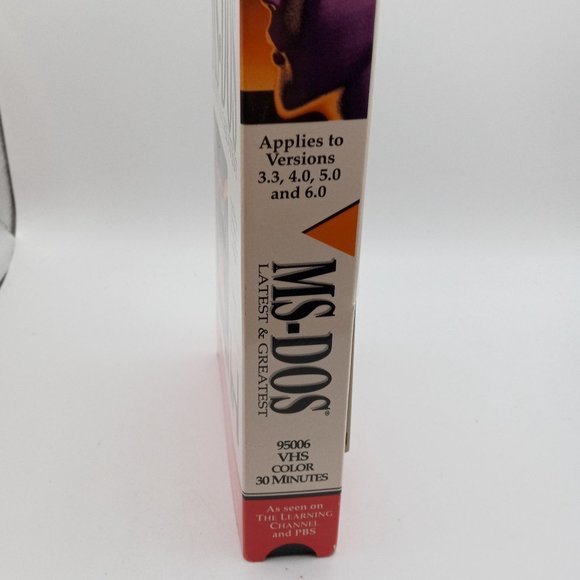 Applies to
Versions
3.3, 4.0, 5.0
and 6.0
MS-DOS®
LATEST & GREATEST
95006
VHS
COLOR
30 MINUTES
As seen on
THE LEARNING
CHANNEL
and PBS